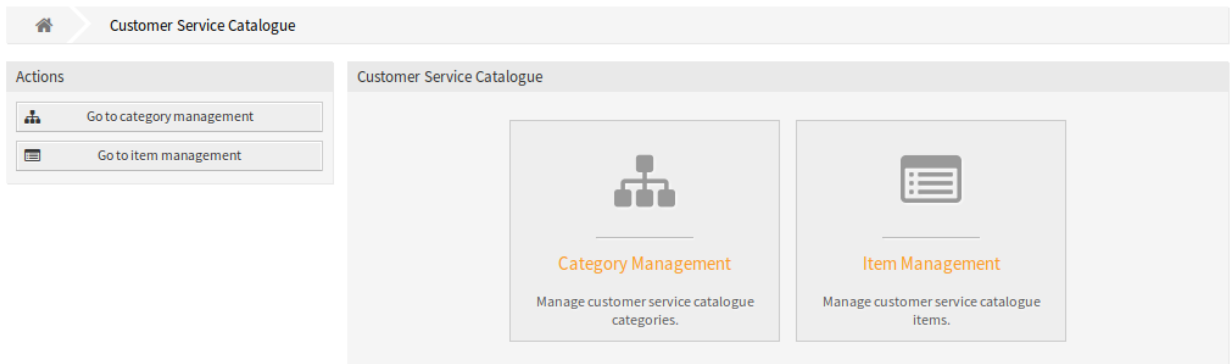 Customer Service Catalogue
Actions
Go to category management
Go to item management
Customer Service Catalogue
Category Management
Manage customer service catalogue
categories.
Item Management
Manage customer service catalogue
items.